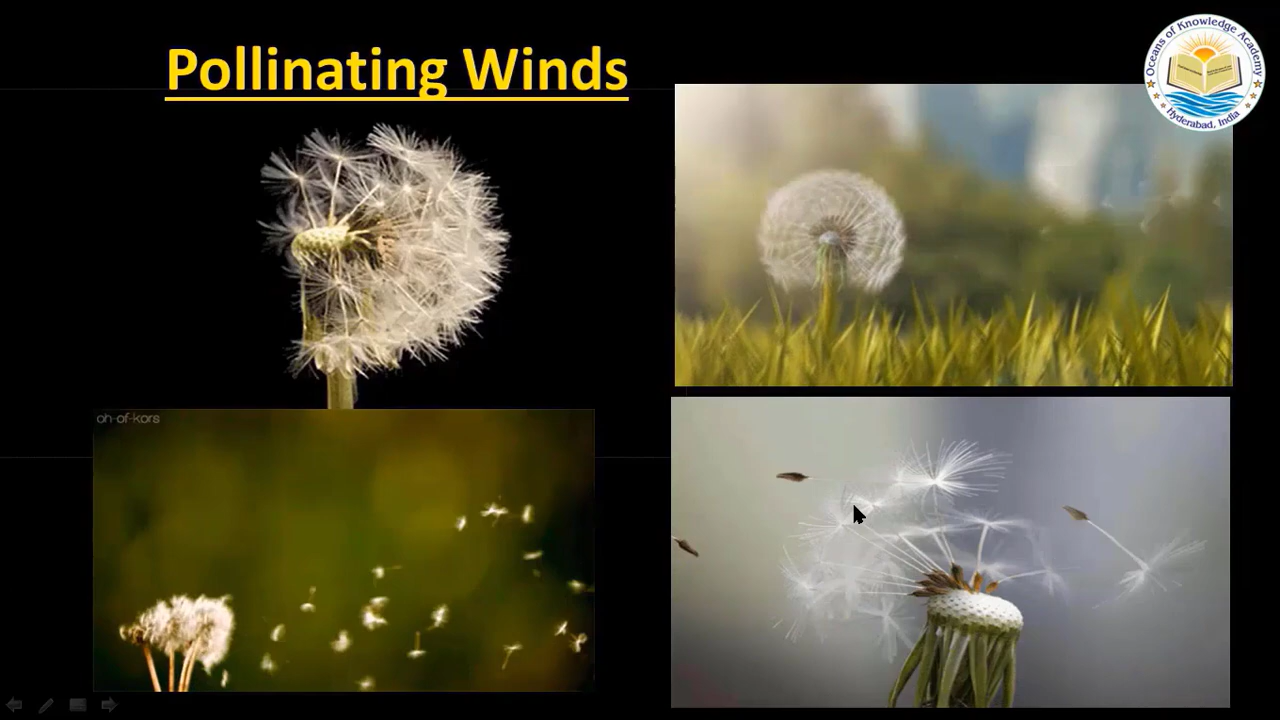 Pollinating Winds
Oceans of Knowledge Academy
Hyderabad, India
oh-of-kors